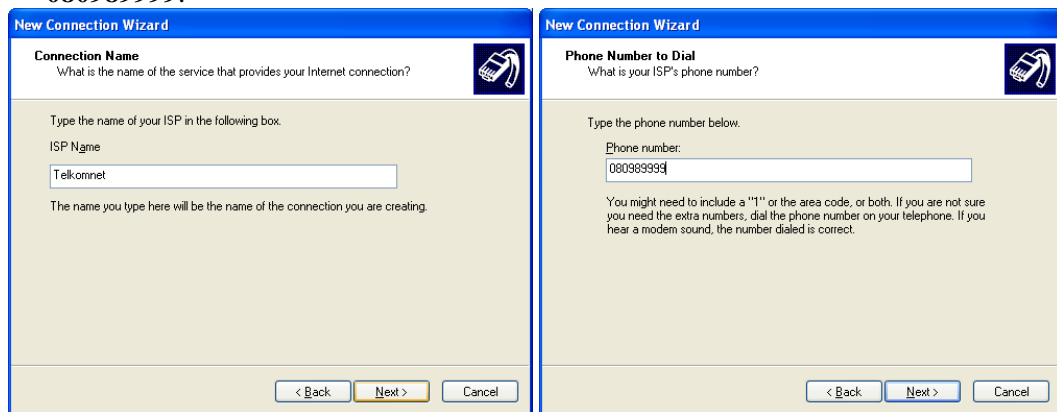 080989999.
New Connection Wizard
Connection Name
What is the name of the service that provides your Internet connection?
Type the name of your ISP in the following box.
ISP Name
Telkomnet
The name you type here will be the name of the connection you are creating.
< Back Next > Cancel
New Connection Wizard
Phone Number to Dial
What is your ISP's phone number?
Type the phone number below.
Phone number:
080989999
You might need to include a "1" or the area code, or both. If you are not sure
you need the extra numbers, dial the phone number on your telephone. If you
hear a modem sound, the number dialed is correct.
< Back Next > Cancel